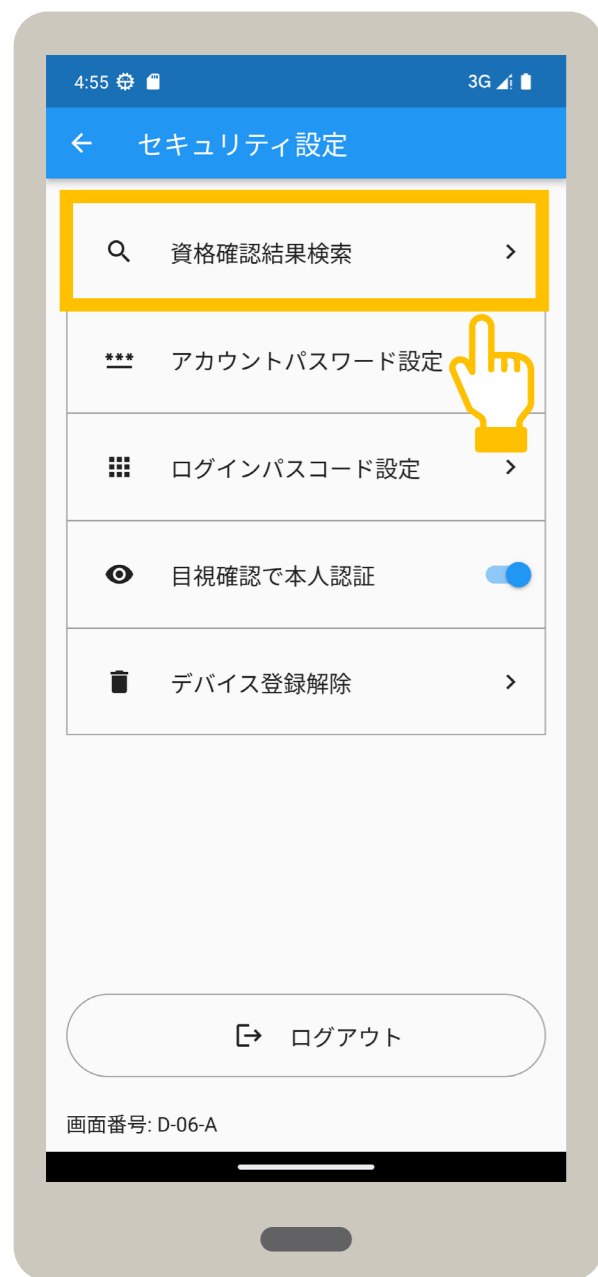 4:55 3G
セキュリティ設定
資格確認結果検索
*** アカウントパスワード設定
ログインパスコード設定
目視確認で本人認証
デバイス登録解除
ログアウト
画面番号: D-06-A